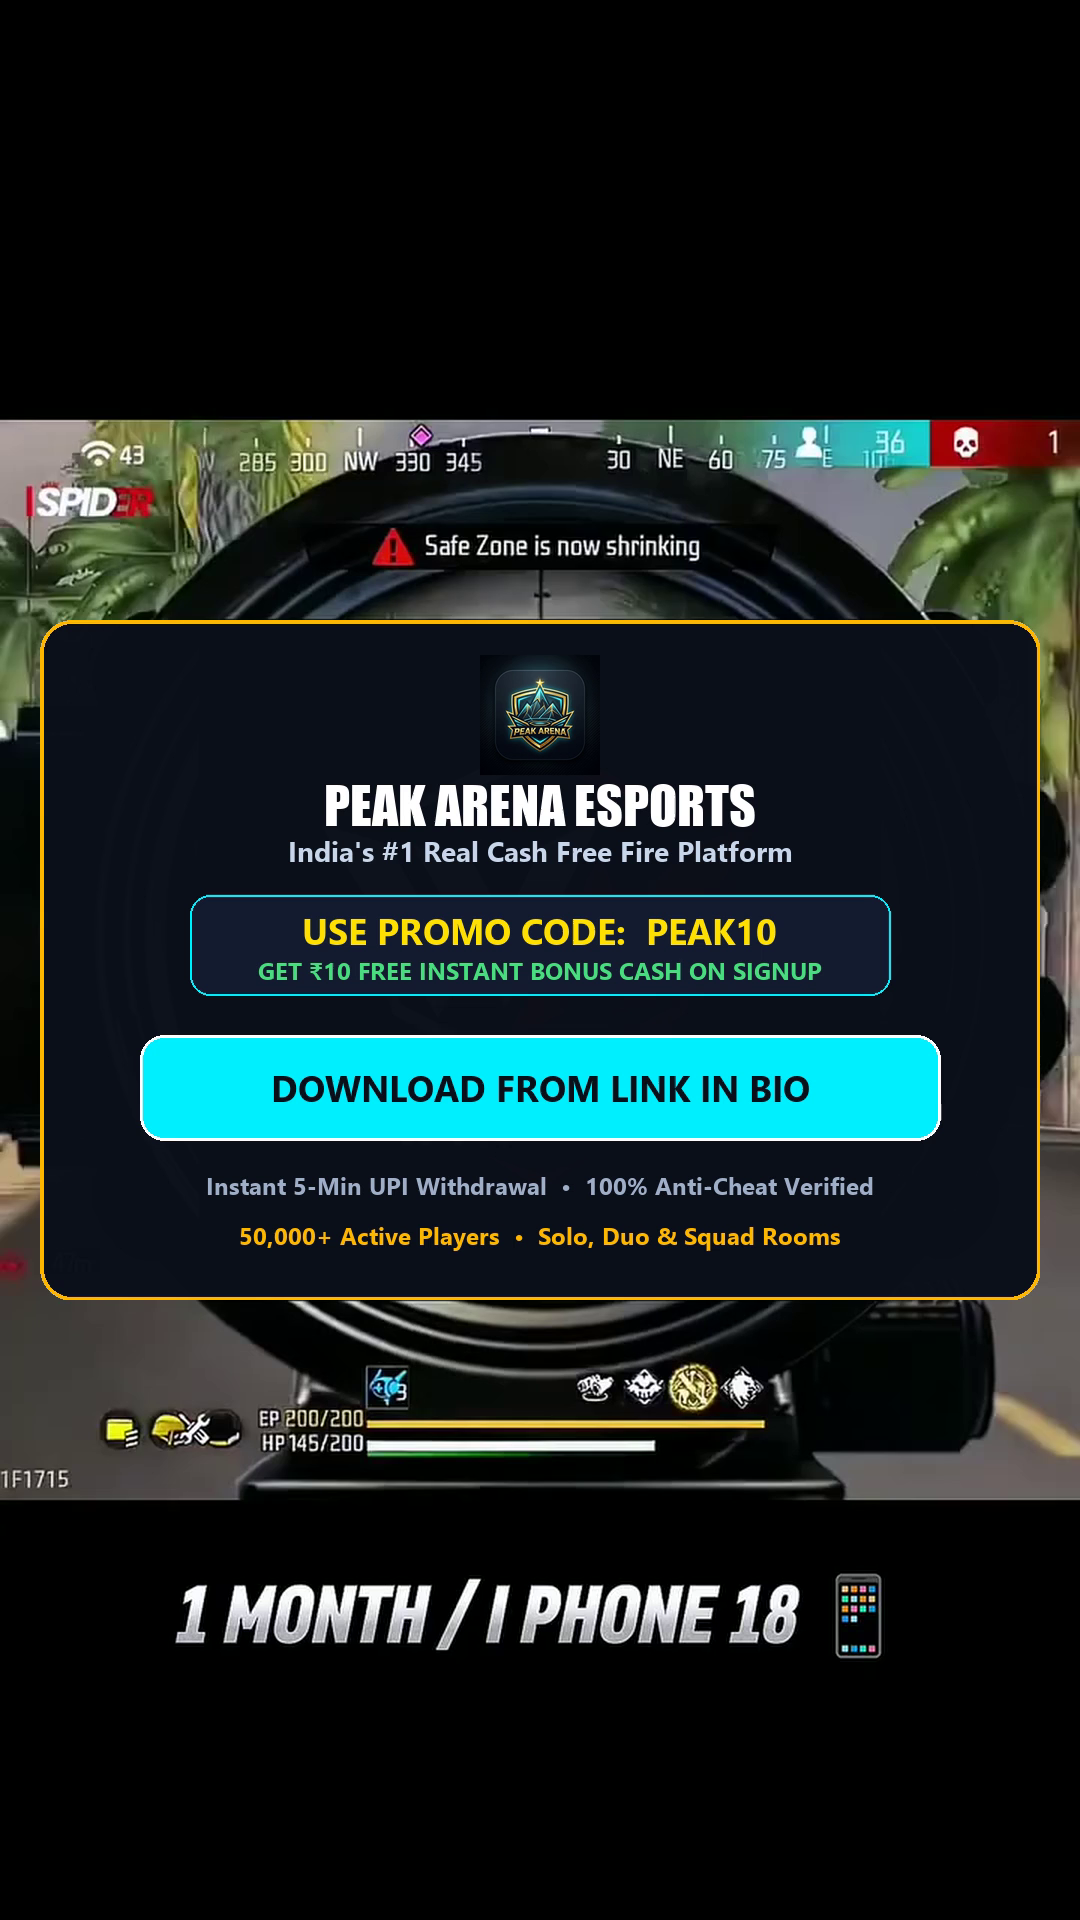 43
285 300 NW 330 345
30 NE 60 75 E
36
1
SPIDER
Safe Zone is now shrinking
PEAK ARENA
PEAK ARENA ESPORTS
India's #1 Real Cash Free Fire Platform
USE PROMO CODE: PEAK10
GET ₹10 FREE INSTANT BONUS CASH ON SIGNUP
DOWNLOAD FROM LINK IN BIO
Instant 5-Min UPI Withdrawal • 100% Anti-Cheat Verified
50,000+ Active Players • Solo, Duo & Squad Rooms
3
EP 200/200
HP 145/200
1F1715
1 MONTH / I PHONE 18